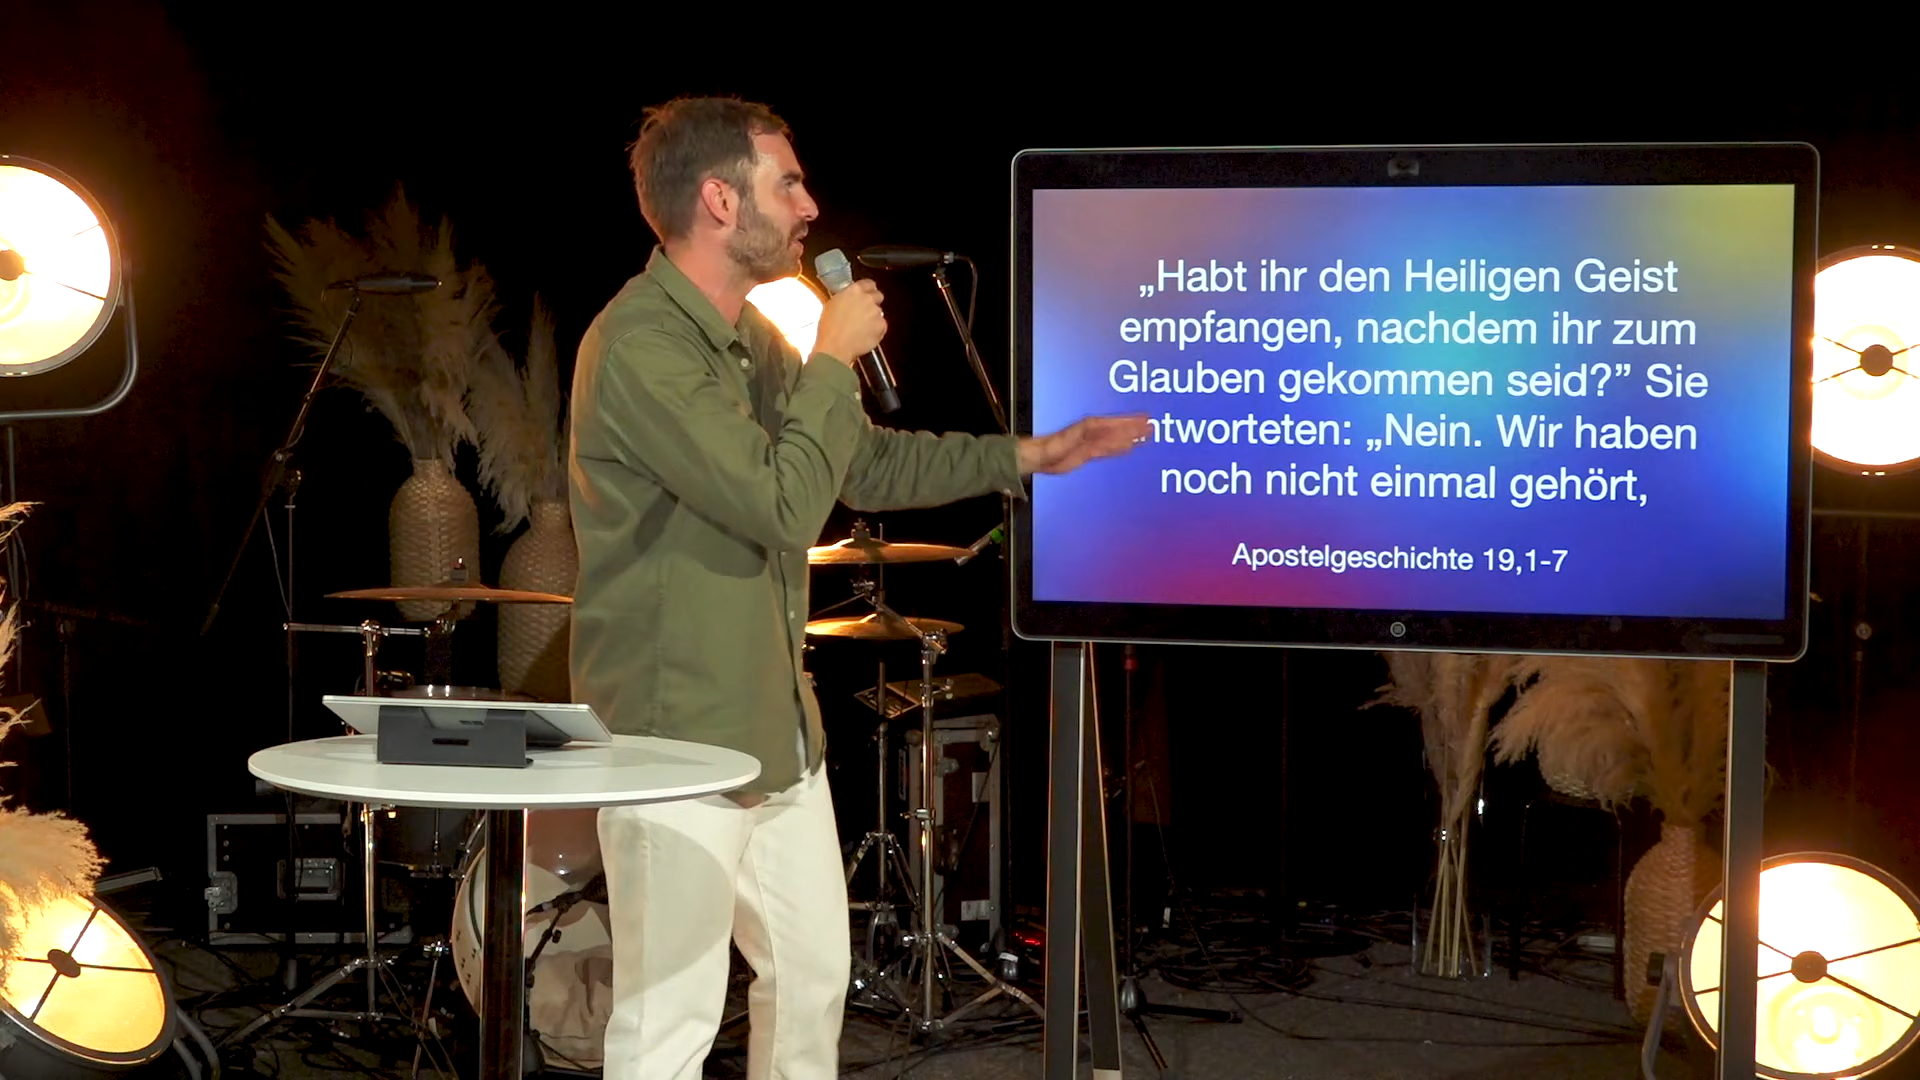 „Habt ihr den Heiligen Geist
empfangen, nachdem ihr zum
Glauben gekommen seid?” Sie
antworteten: „Nein. Wir haben
noch nicht einmal gehört,
Apostelgeschichte 19,1-7